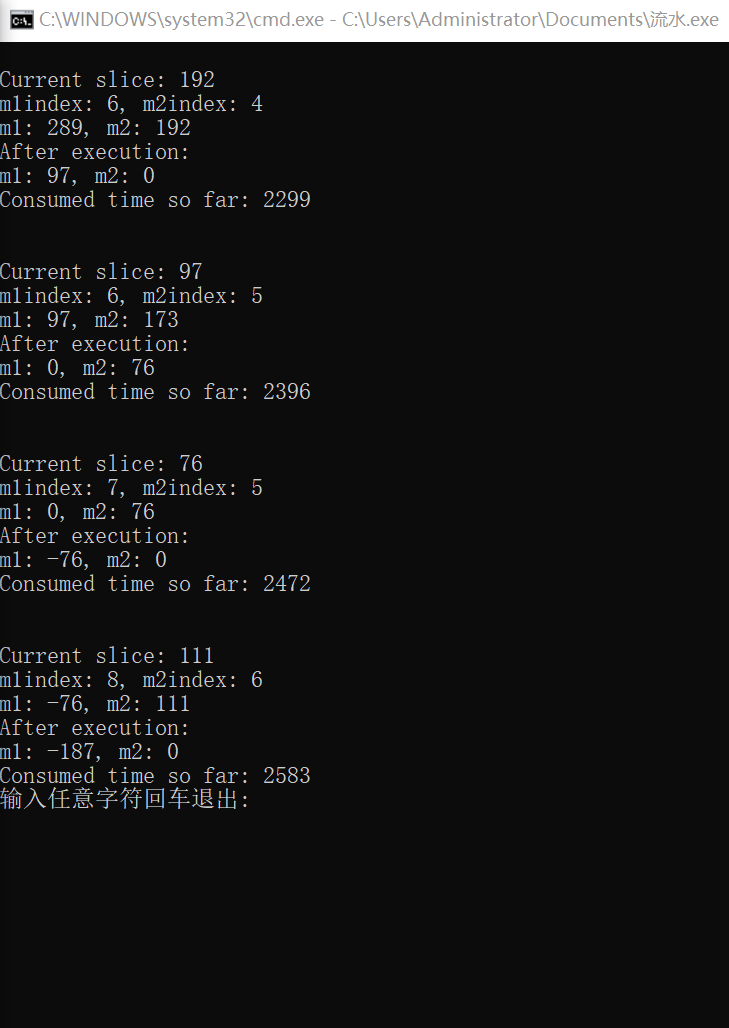 C:\WINDOWS\system32\cmd.exe - C:\Users\Administrator\Documents\流水.exe
Current slice: 192
m1index: 6, m2index: 4
m1: 289, m2: 192
After execution:
m1: 97, m2: 0
Consumed time so far: 2299
Current slice: 97
m1index: 6, m2index: 5
m1: 97, m2: 173
After execution:
m1: 0, m2: 76
Consumed time so far: 2396
Current slice: 76
m1index: 7, m2index: 5
m1: 0, m2: 76
After execution:
m1: -76, m2: 0
Consumed time so far: 2472
Current slice: 111
m1index: 8, m2index: 6
m1: -76, m2: 111
After execution:
m1: -187, m2: 0
Consumed time so far: 2583
输入任意字符回车退出: